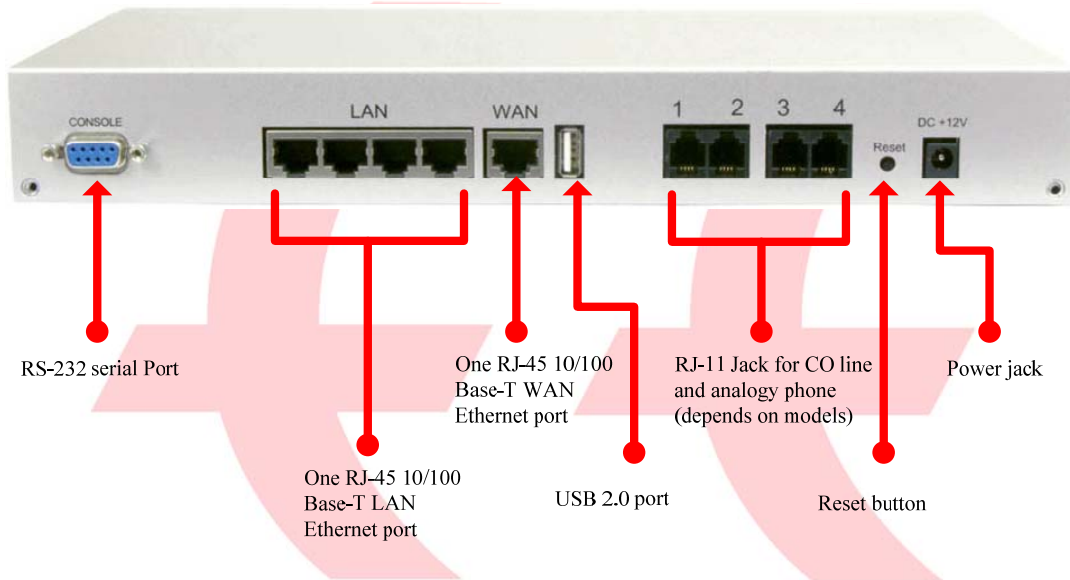 CONSOLE
LAN
WAN
1 2 3 4
Reset
DC +12V
RS-232 serial Port
One RJ-45 10/100
Base-T LAN
Ethernet port
One RJ-45 10/100
Base-T WAN
Ethernet port
USB 2.0 port
RJ-11 Jack for CO line
and analogy phone
(depends on models)
Reset button
Power jack